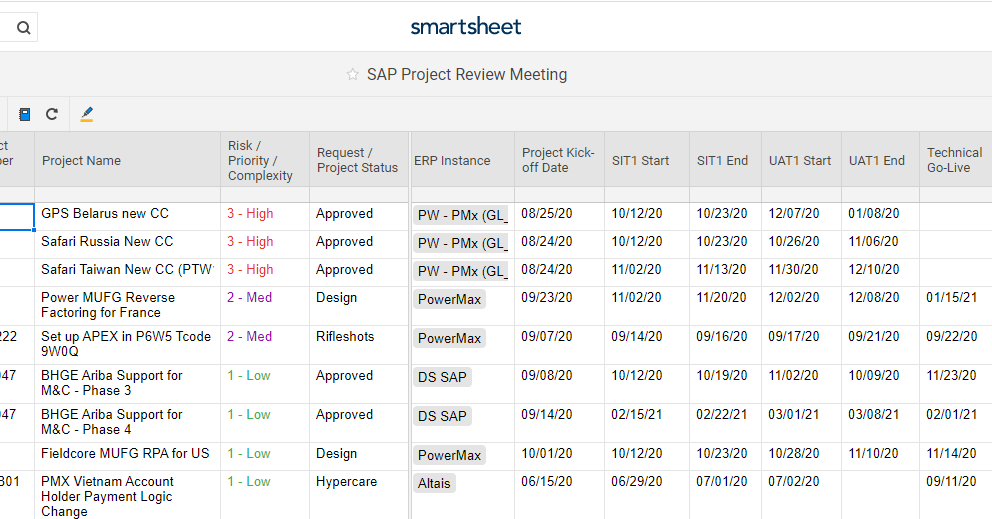 smartsheet
SAP Project Review Meeting
Project Name
Risk /
Priority /
Complexity
Request /
Project Status
ERP Instance
Project Kick-
off Date
SIT1 Start
SIT1 End
UAT1 Start
UAT1 End
Technical
Go-Live
GPS Belarus new CC 3 - High Approved PW - PMx (GL_ 08/25/20 10/12/20 10/23/20 12/07/20 01/08/20
Safari Russia New CC 3 - High Approved PW - PMx (GL_ 08/24/20 10/12/20 10/23/20 10/26/20 11/06/20
Safari Taiwan New CC (PTW 3 - High Approved PW - PMx (GL_ 08/24/20 11/02/20 11/13/20 11/30/20 12/10/20
Power MUFG Reverse 2 - Med Design PowerMax 09/23/20 11/02/20 11/20/20 12/02/20 12/08/20 01/15/21
Factoring for France
222 Set up APEX in P6W5 Tcode 2 - Med Rifleshots PowerMax 09/07/20 09/14/20 09/16/20 09/17/20 09/21/20 09/22/20
9W0Q
047 BHGE Ariba Support for 1 - Low Approved DS SAP 09/08/20 10/12/20 10/19/20 11/02/20 10/09/20 11/23/20
M&C - Phase 3
047 BHGE Ariba Support for 1 - Low Approved DS SAP 09/14/20 02/15/21 02/22/21 03/01/21 03/08/21 02/01/21
M&C - Phase 4
Fieldcore MUFG RPA for US 1 - Low Design PowerMax 10/01/20 10/12/20 10/23/20 10/28/20 11/10/20 11/14/20
301 PMX Vietnam Account 1 - Low Hypercare Altais 06/15/20 06/29/20 07/01/20 07/02/20 09/11/20
Holder Payment Logic
Change